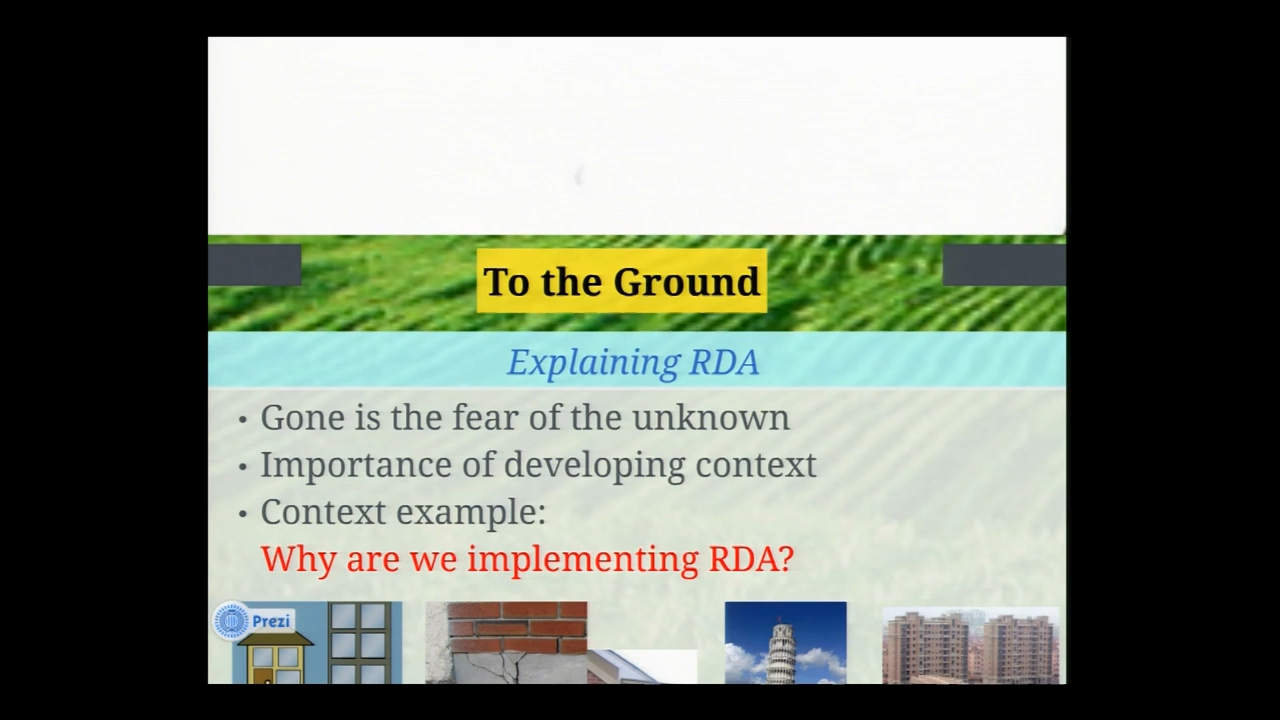 To the Ground
Explaining RDA
• Gone is the fear of the unknown
• Importance of developing context
• Context example:
Why are we implementing RDA?
Prezi